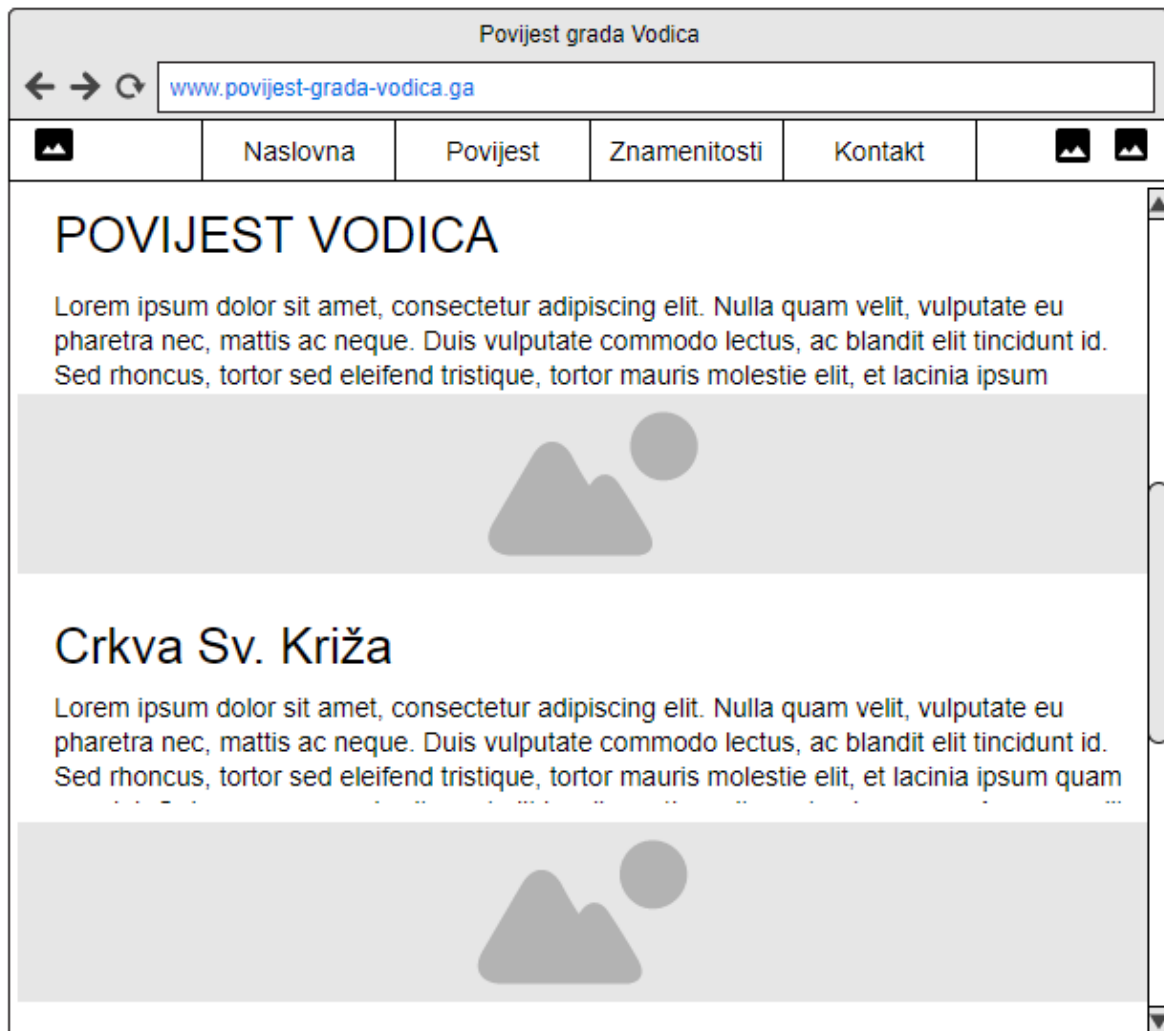 Povijest grada Vodica
www.povijest-grada-vodica.ga
Naslovna Povijest Znamenitosti Kontakt
POVIJEST VODICA
Lorem ipsum dolor sit amet, consectetur adipiscing elit. Nulla quam velit, vulputate eu
pharetra nec, mattis ac neque. Duis vulputate commodo lectus, ac blandit elit tincidunt id.
Sed rhoncus, tortor sed eleifend tristique, tortor mauris molestie elit, et lacinia ipsum
Crkva Sv. Križa
Lorem ipsum dolor sit amet, consectetur adipiscing elit. Nulla quam velit, vulputate eu
pharetra nec, mattis ac neque. Duis vulputate commodo lectus, ac blandit elit tincidunt id.
Sed rhoncus, tortor sed eleifend tristique, tortor mauris molestie elit, et lacinia ipsum quam